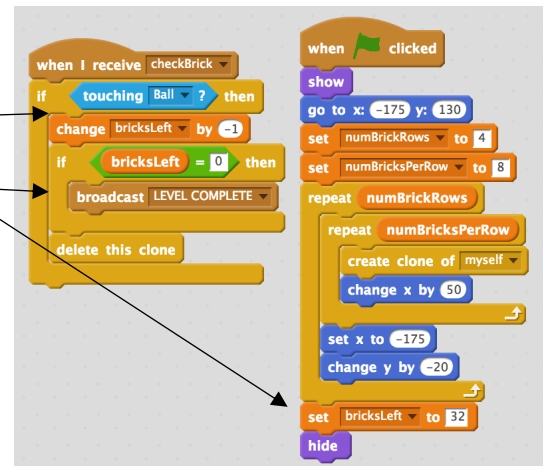 when I receive checkBrick
if touching Ball ? then
change bricksLeft by -1
if bricksLeft = 0 then
broadcast LEVEL COMPLETE
delete this clone
when clicked
show
go to x: -175 y: 130
set numBrickRows to 4
set numBricksPerRow to 8
repeat numBrickRows
repeat numBricksPerRow
create clone of myself
change x by 50
set x to -175
change y by -20
set bricksLeft to 32
hide